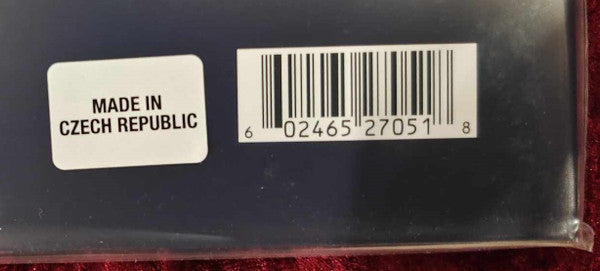 MADE IN
CZECH REPUBLIC
6 02465 27051 8